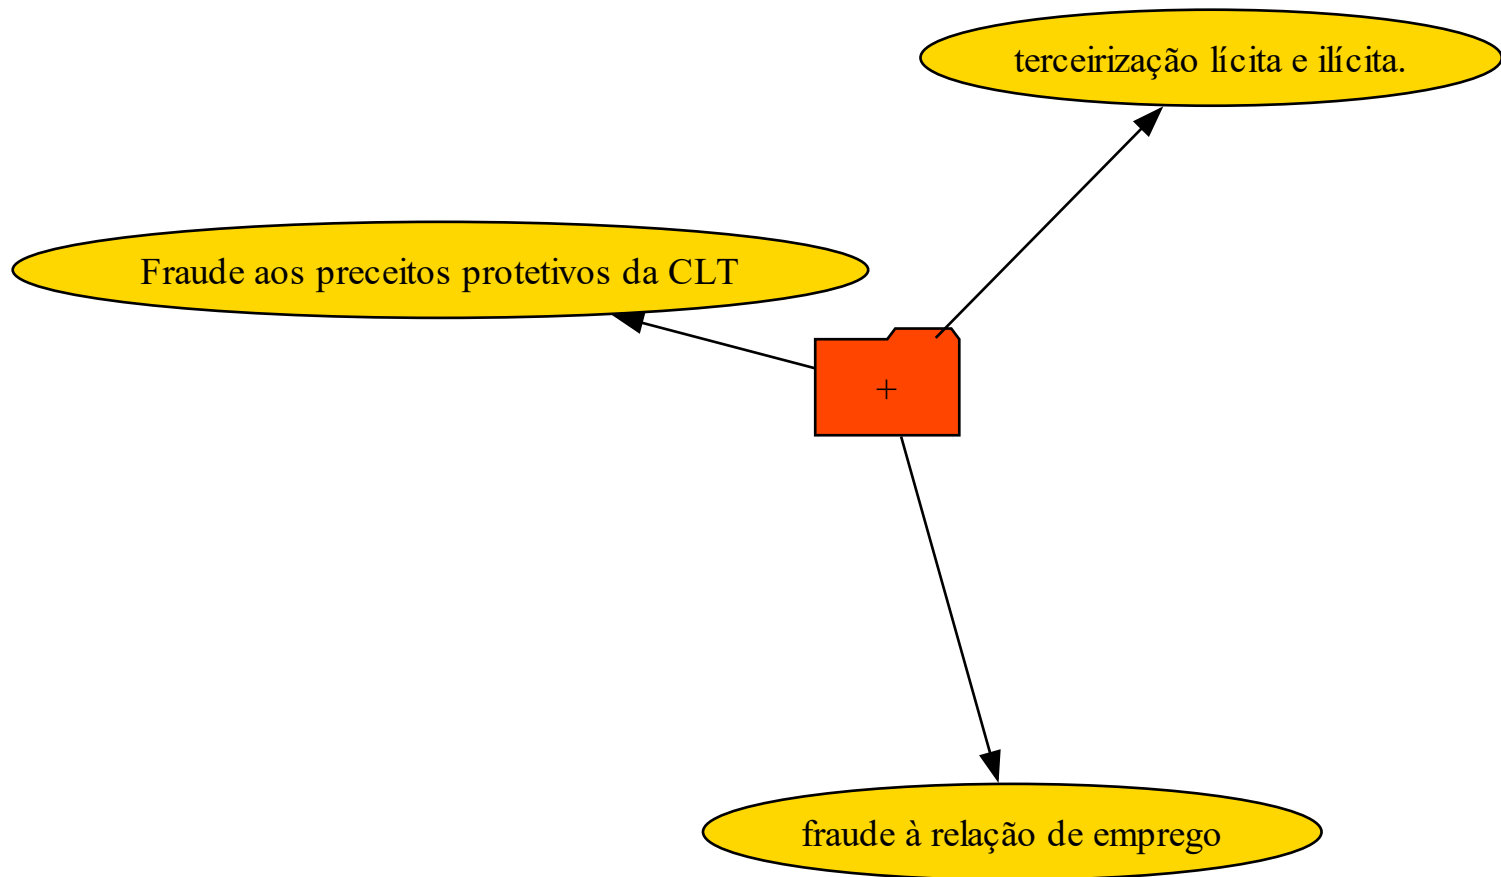 terceirização lícita e ilícita.
Fraude aos preceitos protetivos da CLT
+
fraude à relação de emprego